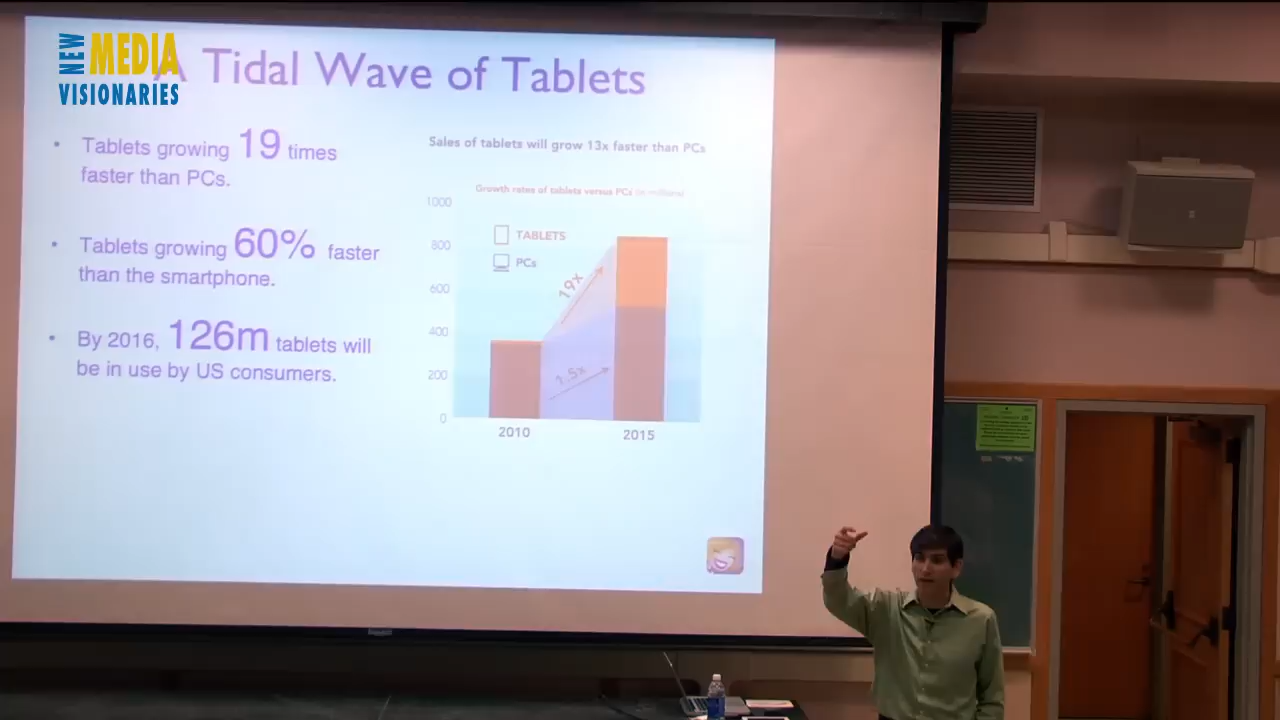 NEW MEDIA
VISIONARIES
A Tidal Wave of Tablets
• Tablets growing 19 times
faster than PCs.
• Tablets growing 60% faster
than the smartphone.
• By 2016, 126m tablets will
be in use by US consumers.
Sales of tablets will grow 13x faster than PCs
Growth rates of tablets versus PCs (in millions)
1000
800
600
400
200
0
TABLETS
PCs
19x
1.5x
2010
2015